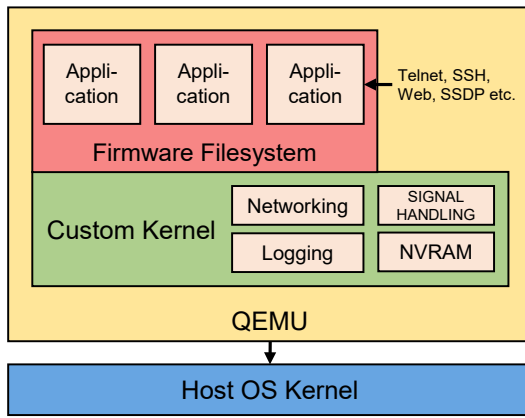 Appli-
cation
Appli-
cation
Appli-
cation
Telnet, SSH,
Web, SSDP etc.
Firmware Filesystem
Custom Kernel
Networking
SIGNAL
HANDLING
Logging
NVRAM
QEMU
Host OS Kernel